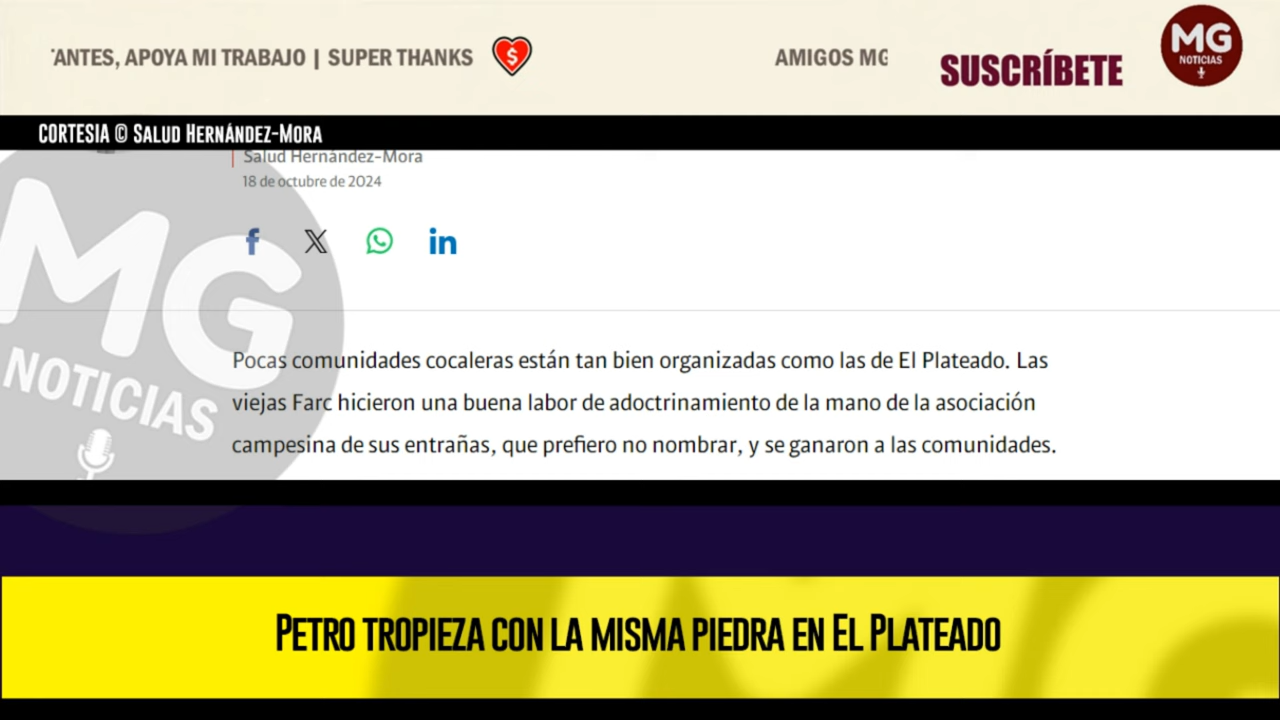 'ANTES, APOYA MI TRABAJO | SUPER THANKS $ AMIGOS MG SUSCRÍBETE
MG
NOTICIAS
CORTESIA © SALUD HERNÁNDEZ-MORA
Salud Hernández-Mora
18 de octubre de 2024
MG
NOTICIAS
Pocas comunidades cocaleras están tan bien organizadas como las de El Plateado. Las
viejas Farc hicieron una buena labor de adoctrinamiento de la mano de la asociación
campesina de sus entrañas, que prefiero no nombrar, y se ganaron a las comunidades.
PETRO TROPIEZA CON LA MISMA PIEDRA EN EL PLATEADO